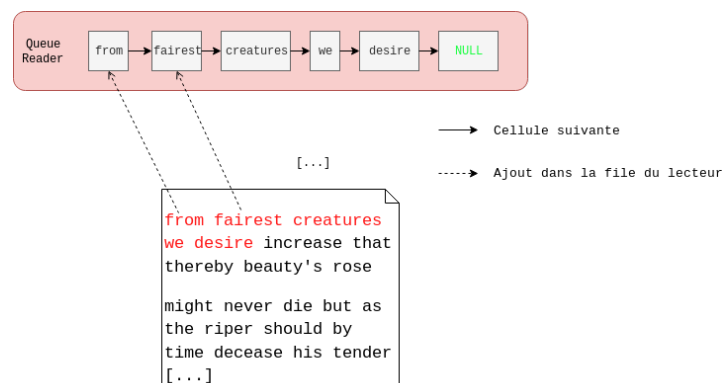 Queue
Reader
from fairest creatures we desire NULL
Cellule suivante
[...]
Ajout dans la file du lecteur
from fairest creatures
we desire increase that
thereby beauty's rose
might never die but as
the riper should by
time decease his tender
[...]